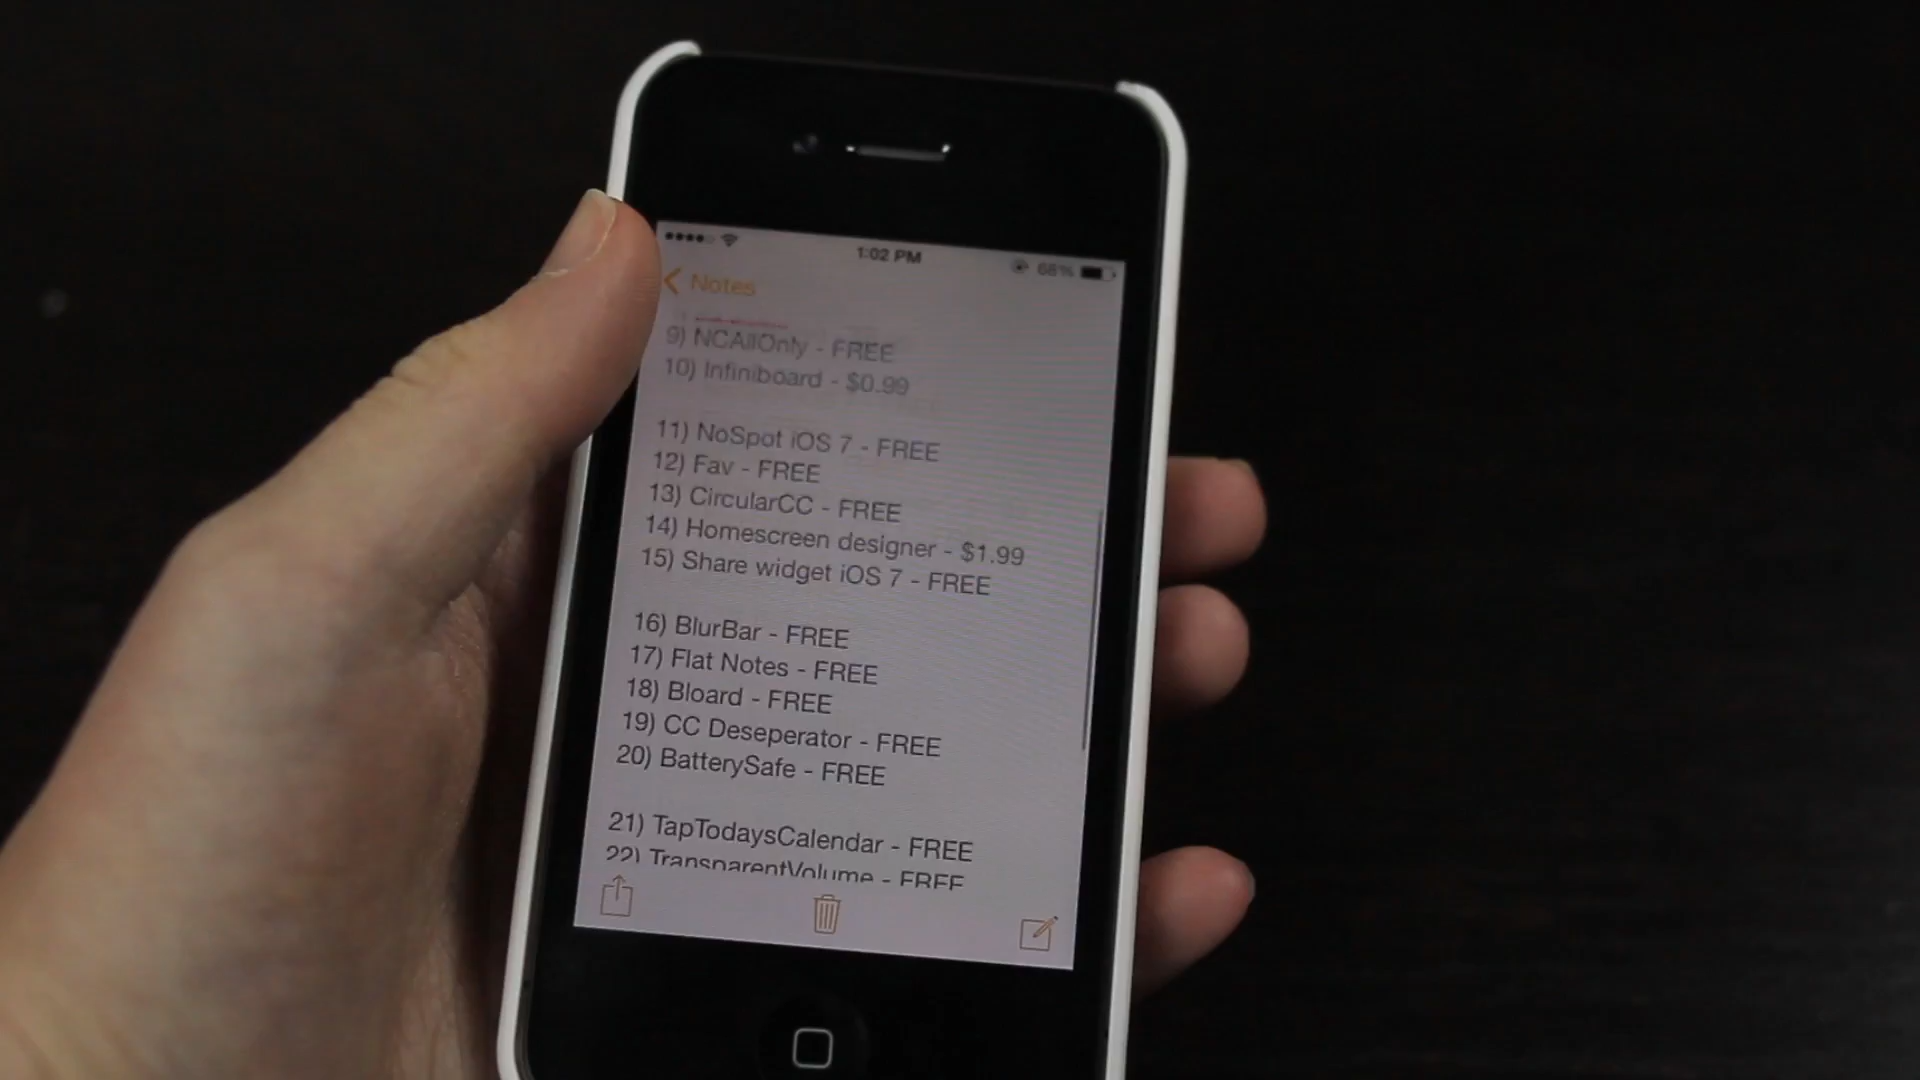 1:02 PM
68%
Notes
9) NCAllOnly - FREE
10) Infiniboard - $0.99
11) NoSpot iOS 7 - FREE
12) Fav - FREE
13) CircularCC - FREE
14) Homescreen designer - $1.99
15) Share widget iOS 7 - FREE
16) BlurBar - FREE
17) Flat Notes - FREE
18) Bloard - FREE
19) CC Deseperator - FREE
20) BatterySafe - FREE
21) TapTodaysCalendar - FREE
22) TransparentVolume - FREE